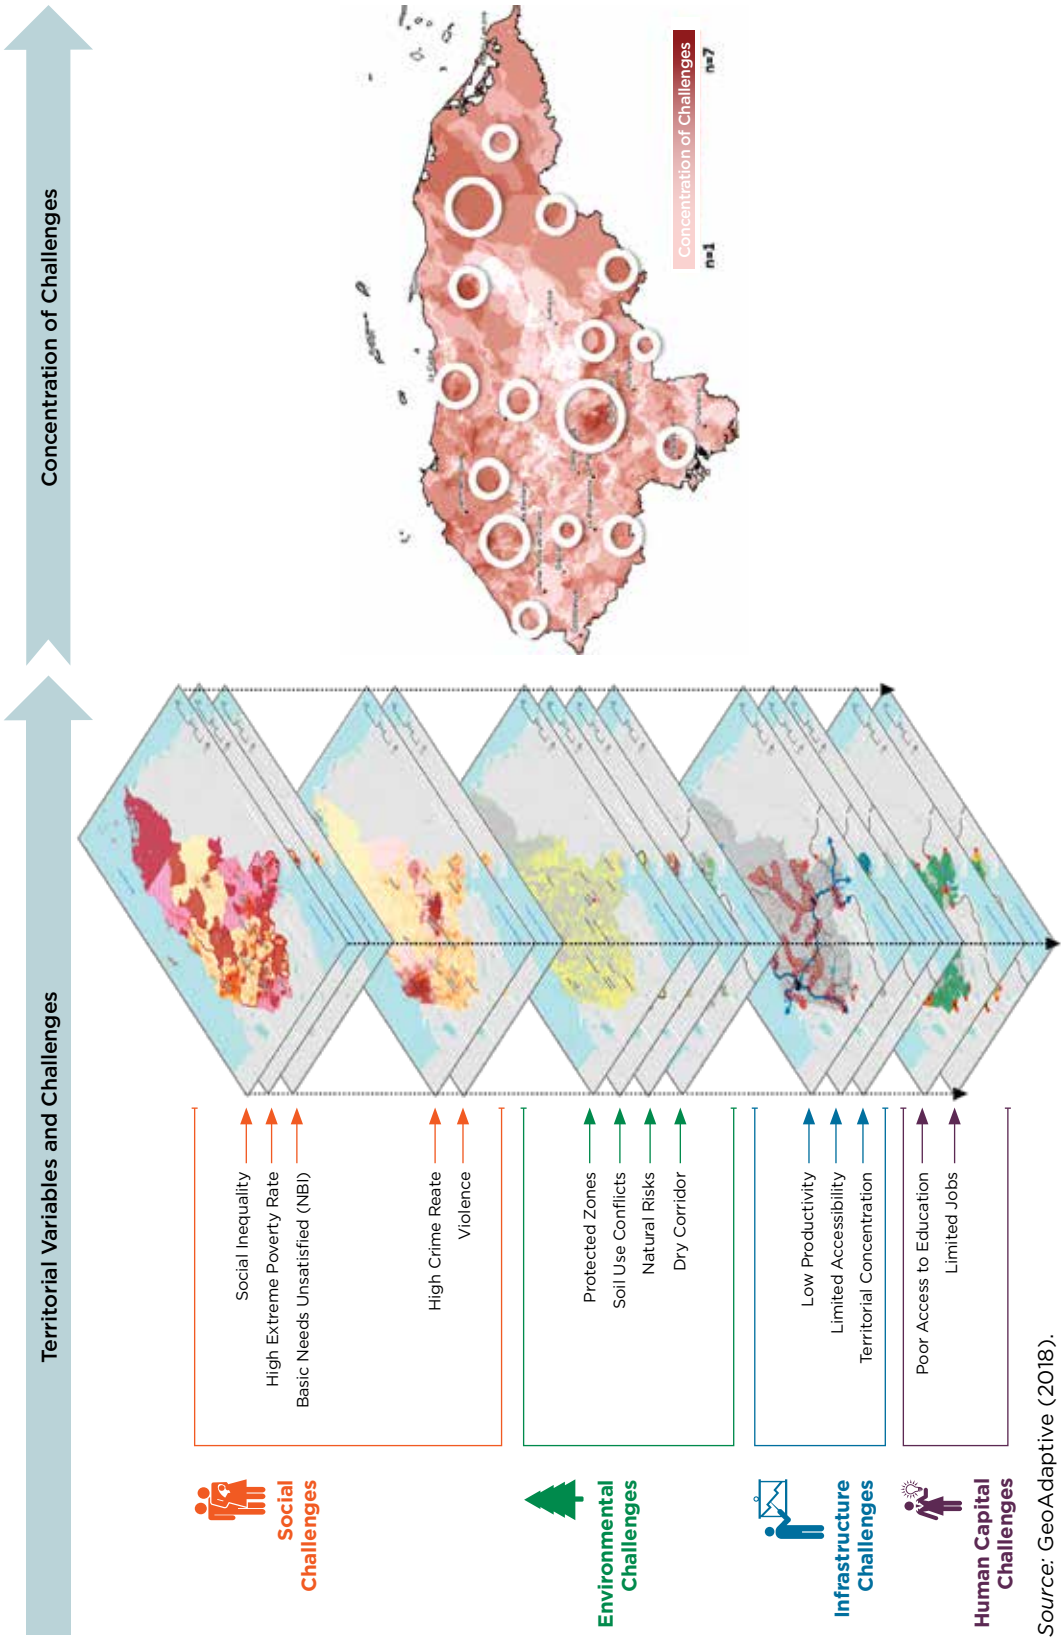 Territorial Variables and Challenges
Concentration of Challenges
Social
Challenges
Social Inequality
High Extreme Poverty Rate
Basic Needs Unsatisfied (NBI)
High Crime Reate
Violence
Environmental
Challenges
Protected Zones
Soil Use Conflicts
Natural Risks
Dry Corridor
Infrastructure
Challenges
Low Productivity
Limited Accessibility
Territorial Concentration
Human Capital
Challenges
Poor Access to Education
Limited Jobs
Concentration of Challenges
n=1
n=7
Source: GeoAdaptive (2018).